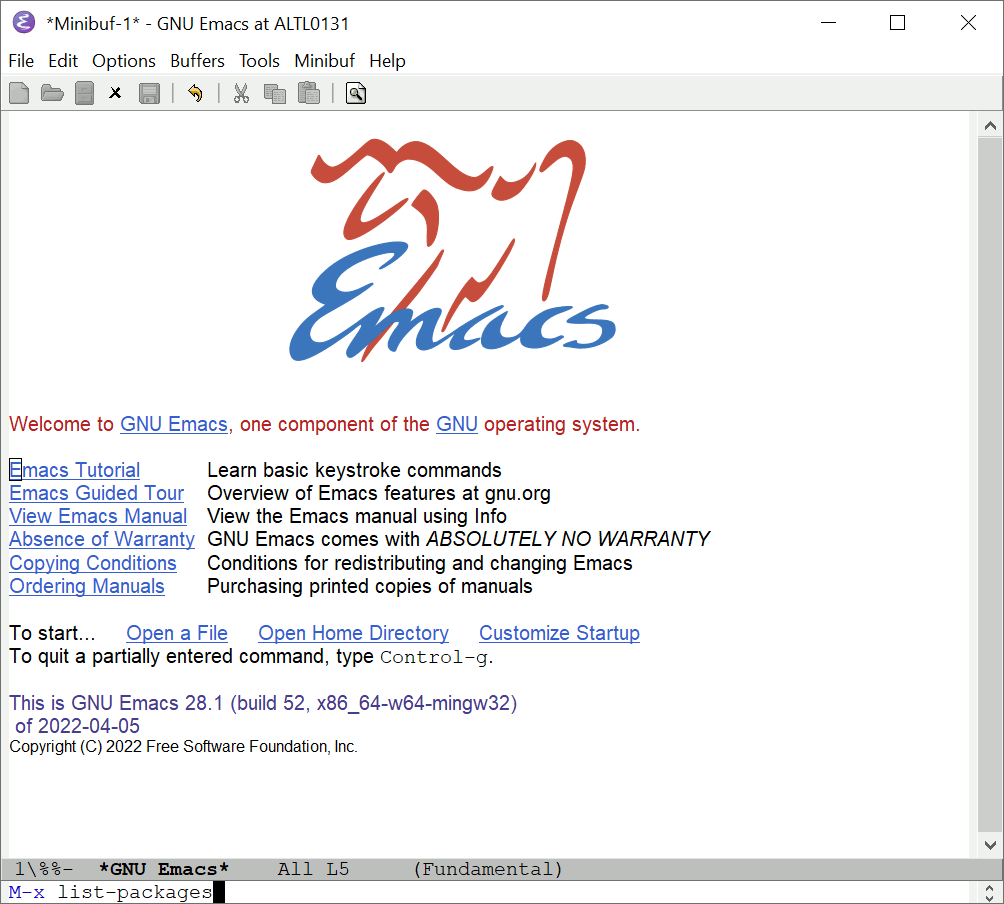 *Minibuf-1* - GNU Emacs at ALTL0131
File Edit Options Buffers Tools Minibuf Help
Emacs
Welcome to GNU Emacs, one component of the GNU operating system.
Emacs Tutorial Learn basic keystroke commands
Emacs Guided Tour Overview of Emacs features at gnu.org
View Emacs Manual View the Emacs manual using Info
Absence of Warranty GNU Emacs comes with ABSOLUTELY NO WARRANTY
Copying Conditions Conditions for redistributing and changing Emacs
Ordering Manuals Purchasing printed copies of manuals
To start... Open a File Open Home Directory Customize Startup
To quit a partially entered command, type Control-g.
This is GNU Emacs 28.1 (build 52, x86_64-w64-mingw32)
of 2022-04-05
Copyright (C) 2022 Free Software Foundation, Inc.
1\%%- *GNU Emacs* All L5 (Fundamental)
M-x list-packages